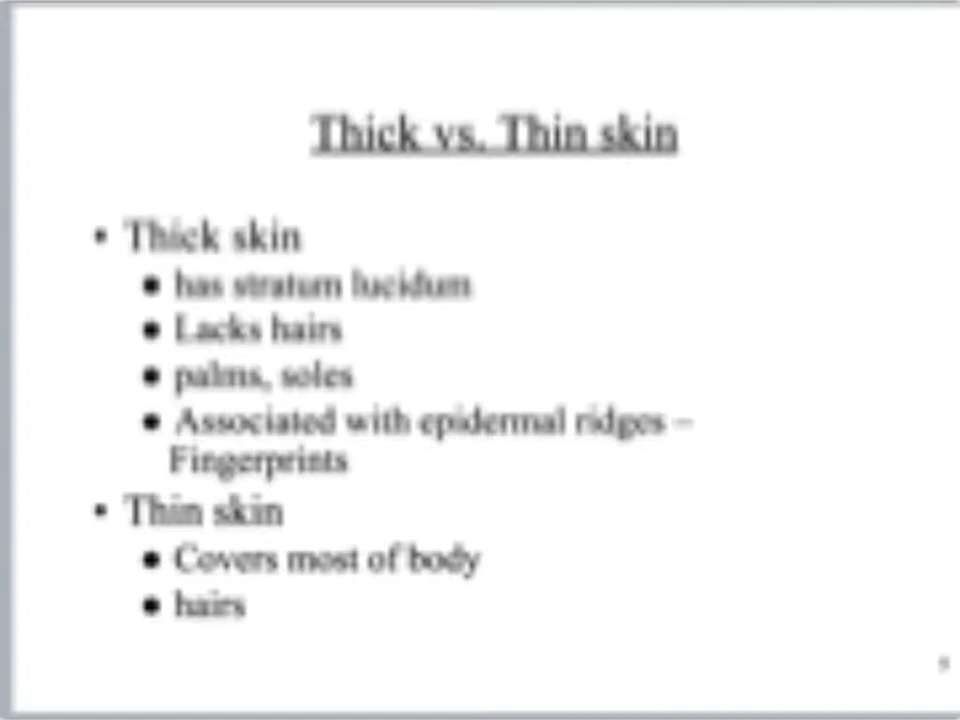 Thick vs. Thin skin
• Thick skin
● has stratum lucidum
● Lacks hairs
● palms, soles
● Associated with epidermal ridges –
Fingerprints
• Thin skin
● Covers most of body
● hairs